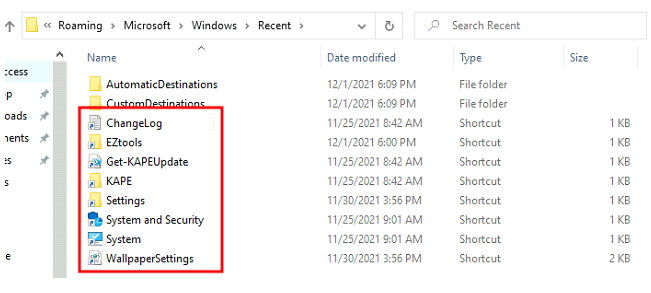 « Roaming > Microsoft > Windows > Recent > Search Recent
Name Date modified Type Size
AutomaticDestinations 12/1/2021 6:09 PM File folder
CustomDestinations 12/1/2021 6:09 PM File folder
ChangeLog 11/25/2021 8:42 AM Shortcut 1 KB
EZtools 12/1/2021 6:00 PM Shortcut 1 KB
Get-KAPEUpdate 11/25/2021 8:42 AM Shortcut 1 KB
KAPE 11/25/2021 8:42 AM Shortcut 1 KB
Settings 11/30/2021 3:56 PM Shortcut 1 KB
System and Security 11/25/2021 9:01 AM Shortcut 1 KB
System 11/25/2021 9:01 AM Shortcut 1 KB
WallpaperSettings 11/30/2021 3:56 PM Shortcut 2 KB